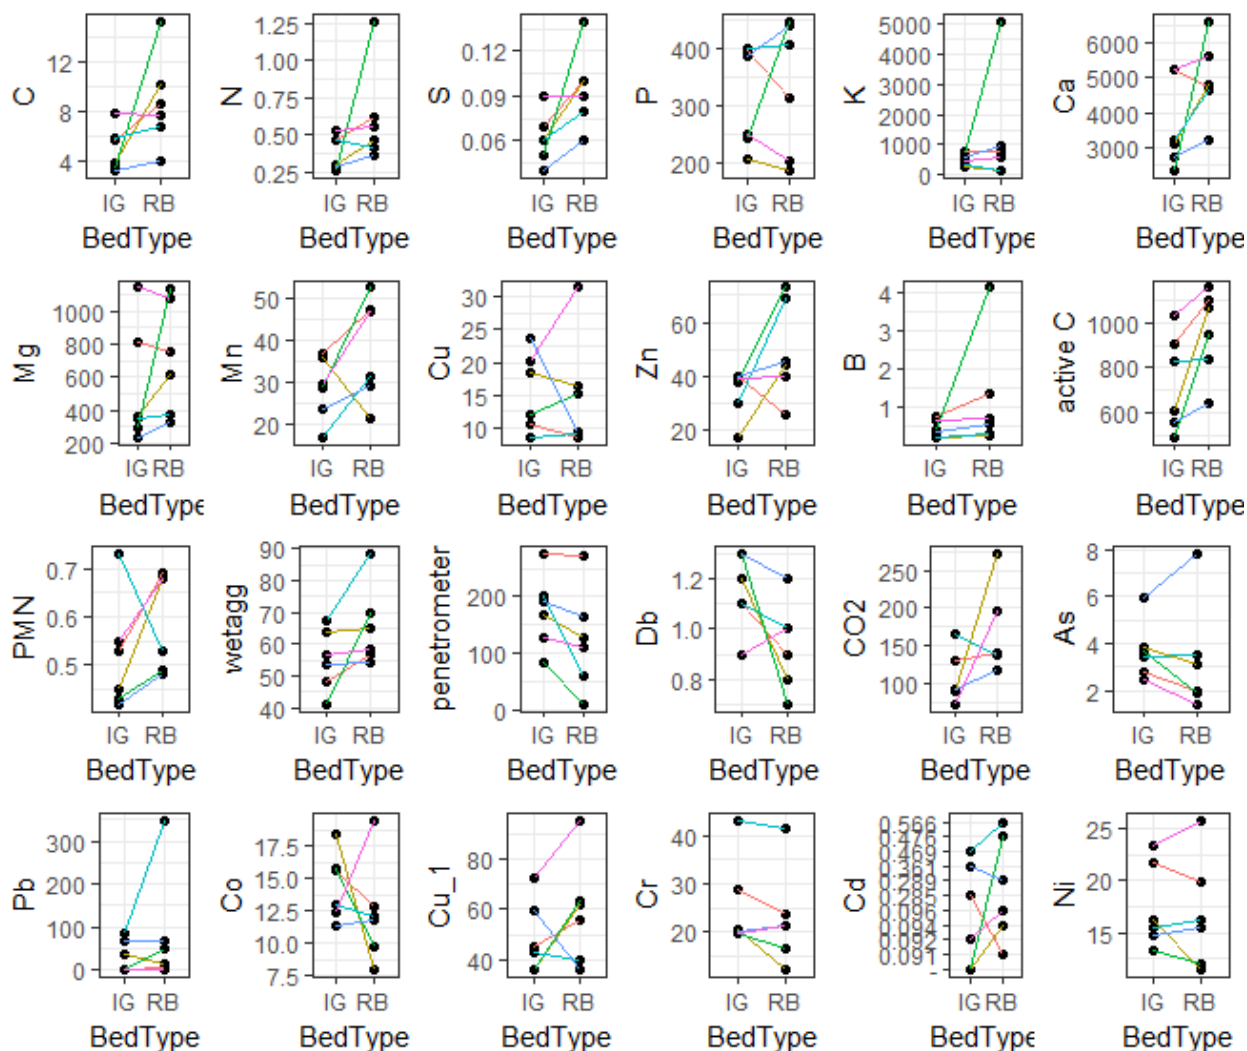 C
12
8
4
IG RB
BedType
N
1.25
1.00
0.75
0.50
0.25
IG RB
BedType
S
0.12
0.09
0.06
IG RB
BedType
P
400
300
200
IG RB
BedType
K
5000
4000
3000
2000
1000
0
IG RB
BedType
Ca
6000
5000
4000
3000
IG RB
BedType
Mg
1000
800
600
400
200
IG RB
BedType
Mn
50
40
30
20
IG RB
BedType
Cu
30
25
20
15
10
IG RB
BedType
Zn
60
40
20
IG RB
BedType
B
4
3
2
1
IG RB
BedType
active C
1000
800
600
IG RB
BedType
PMN
0.7
0.6
0.5
IG RB
BedType
wetagg
90
80
70
60
50
40
IG RB
BedType
penetrometer
200
100
0
IG RB
BedType
Db
1.2
1.0
0.8
IG RB
BedType
CO2
250
200
150
100
IG RB
BedType
As
8
6
4
2
IG RB
BedType
Pb
300
200
100
0
IG RB
BedType
Co
17.5
15.0
12.5
10.0
7.5
IG RB
BedType
Cu_1
80
60
40
IG RB
BedType
Cr
40
30
20
IG RB
BedType
Cd
0.566
0.476
0.469
0.361
0.289
0.285
0.096
0.094
0.092
0.091
-
IG RB
BedType
Ni
25
20
15
IG RB
BedType